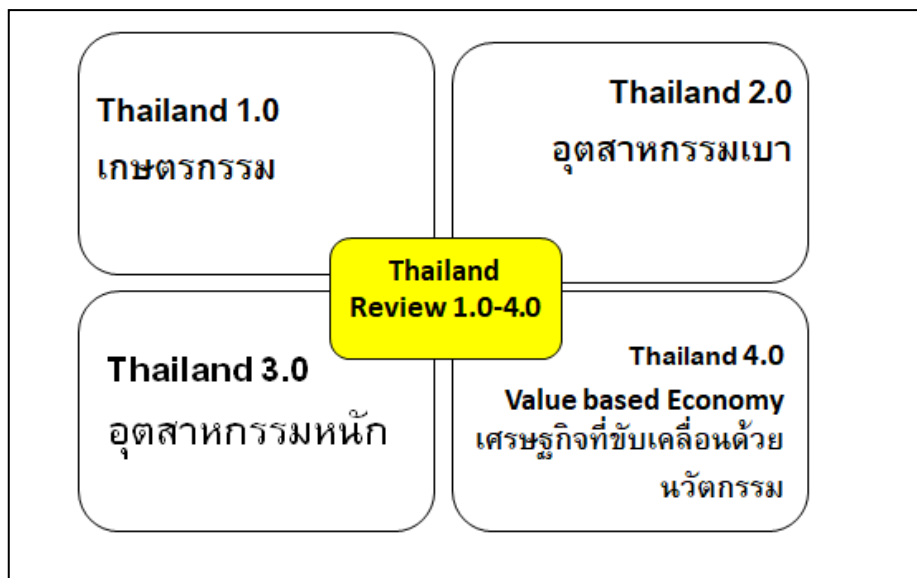 Thailand 1.0
เกษตรกรรม
Thailand 2.0
อุตสาหกรรมเบา
Thailand
Review 1.0-4.0
Thailand 3.0
อุตสาหกรรมหนัก
Thailand 4.0
Value based Economy
เศรษฐกิจที่ขับเคลื่อนด้วย
นวัตกรรม